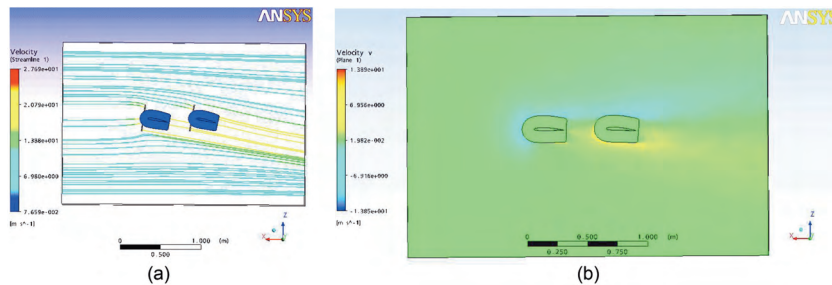 ANSYS
Velocity
(Streamline 1)
2.769e+001
2.079e+001
1.388e+001
6.980e+000
7.659e-002
[m s^-1]
0
1.000 (m)
0.500
Z
X
(a)
ANSYS
Velocity v
(Plane 1)
1.389e+001
6.956e+000
1.982e-002
-6.916e+000
-1.385e+001
[m s^-1]
0
0.500
1.000 (m)
0.250
0.750
Z
X
(b)